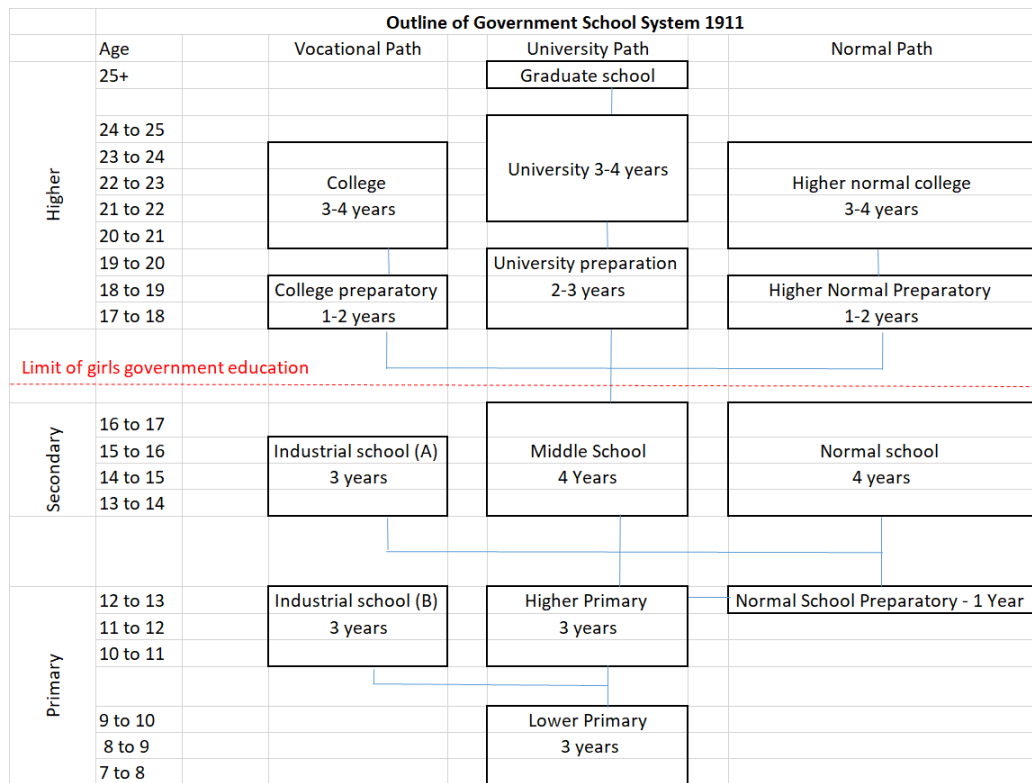 Outline of Government School System 1911
Age Vocational Path University Path Normal Path
Higher
25+ Graduate school
24 to 25
23 to 24
University 3-4 years
22 to 23 College Higher normal college
21 to 22 3-4 years 3-4 years
20 to 21
19 to 20 University preparation
18 to 19 College preparatory 2-3 years Higher Normal Preparatory
17 to 18 1-2 years 1-2 years
Limit of girls government education
Secondary
16 to 17
15 to 16 Industrial school (A) Middle School Normal school
14 to 15 3 years 4 Years 4 years
13 to 14
Primary
12 to 13 Industrial school (B) Higher Primary Normal School Preparatory - 1 Year
11 to 12 3 years 3 years
10 to 11
9 to 10 Lower Primary
8 to 9 3 years
7 to 8